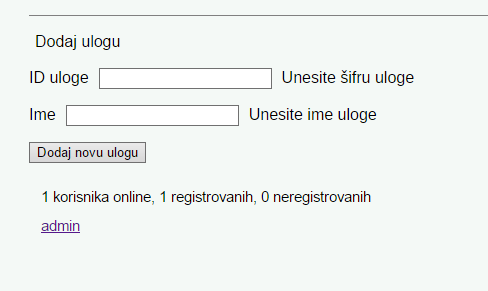 Dodaj ulogu
ID uloge Unesite šifru uloge
Ime Unesite ime uloge
Dodaj novu ulogu
1 korisnika online, 1 registrovanih, 0 neregistrovanih
admin